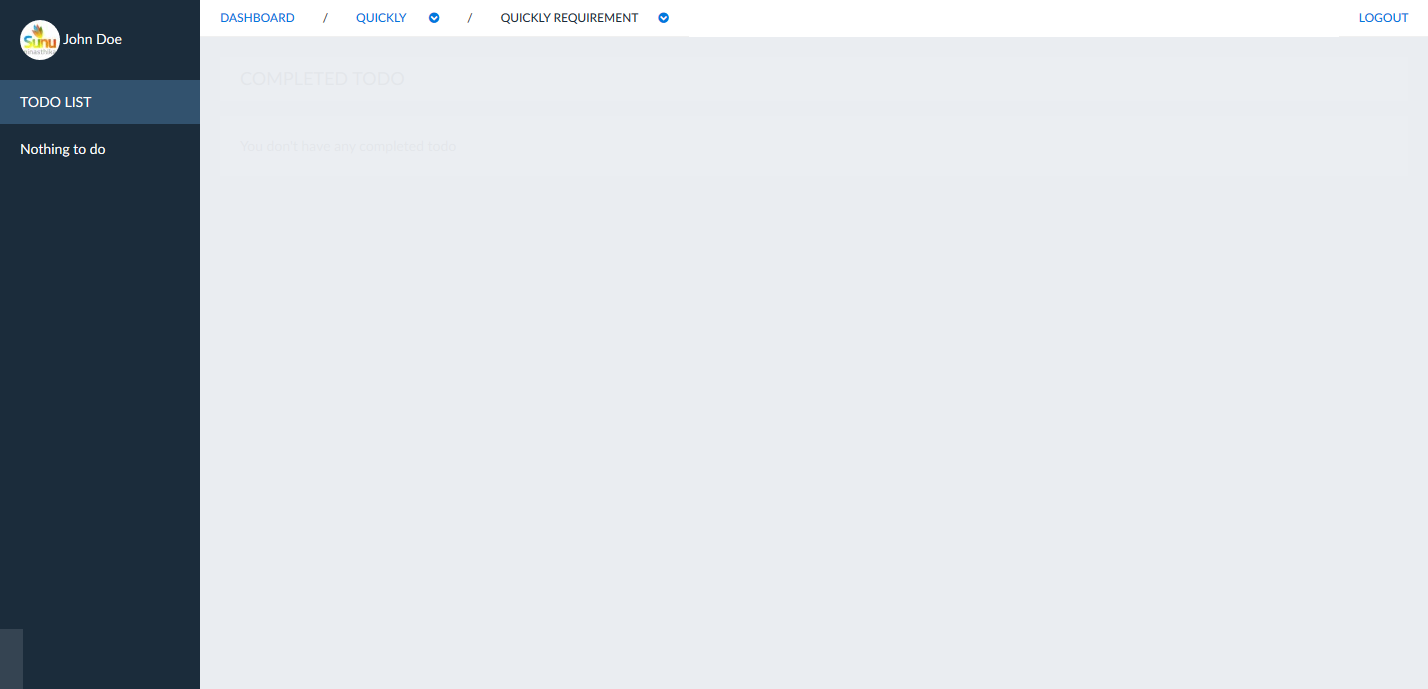 Sunu
John Doe
TODO LIST
Nothing to do
DASHBOARD / QUICKLY / QUICKLY REQUIREMENT LOGOUT
COMPLETED TODO
You don't have any completed todo